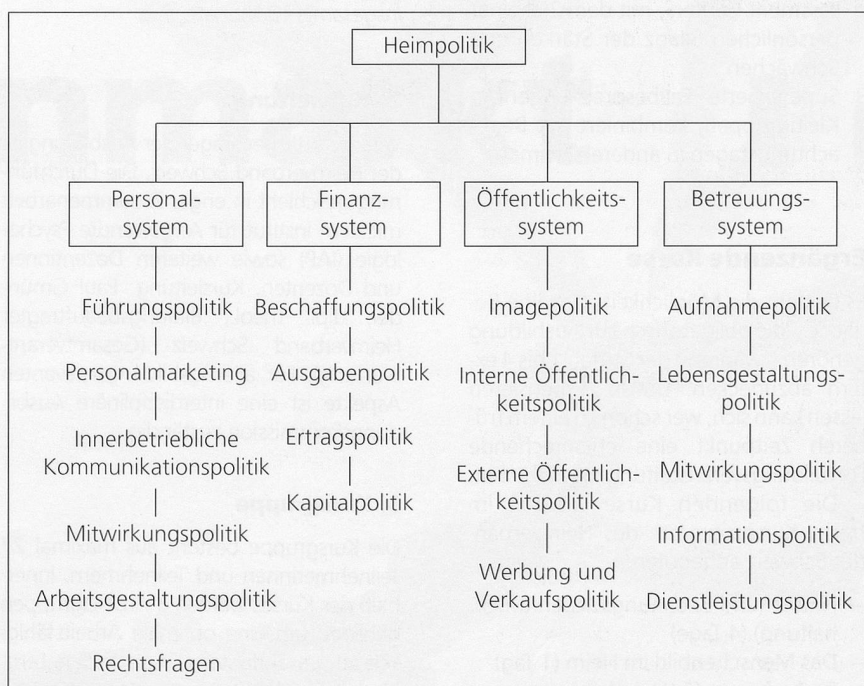 Heimpolitik
Personal-
system
Finanz-
system
Öffentlichkeits-
system
Betreuungs-
system
Führungspolitik
Personalmarketing
Innerbetriebliche
Kommunikationspolitik
Mitwirkungspolitik
Arbeitsgestaltungspolitik
Rechtsfragen
Beschaffungspolitik
Ausgabenpolitik
Ertragspolitik
Kapitalpolitik
Imagepolitik
Interne Öffentlich-
keitspolitik
Externe Öffentlich-
keitspolitik
Werbung und
Verkaufspolitik
Aufnahmepolitik
Lebensgestaltungs-
politik
Mitwirkungspolitik
Informationspolitik
Dienstleistungspolitik